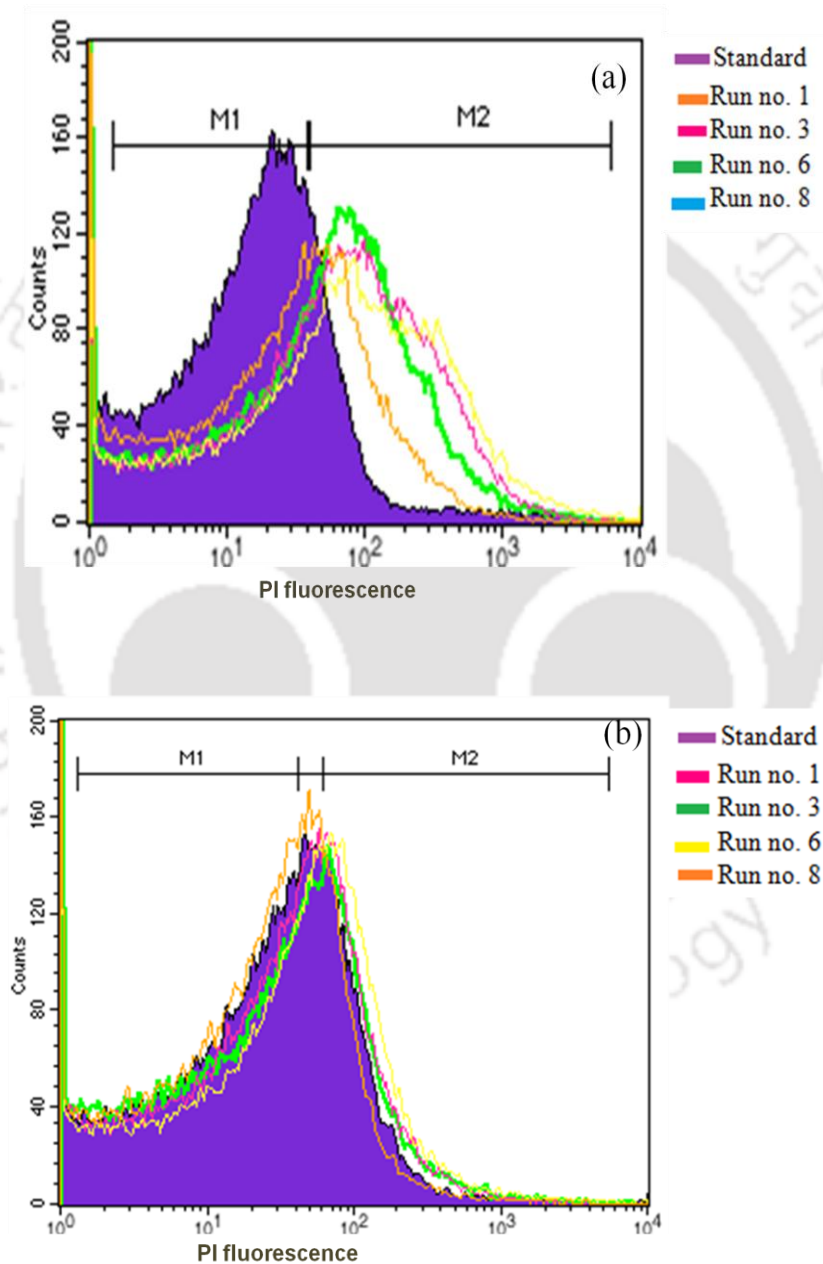 200
160
120
80
40
0
Counts
M1
M2
(a)
10⁰ 10¹ 10² 10³ 10⁴
PI fluorescence
Standard
Run no. 1
Run no. 3
Run no. 6
Run no. 8
200
160
120
80
40
0
Counts
M1
M2
(b)
10⁰ 10¹ 10² 10³ 10⁴
PI fluorescence
Standard
Run no. 1
Run no. 3
Run no. 6
Run no. 8